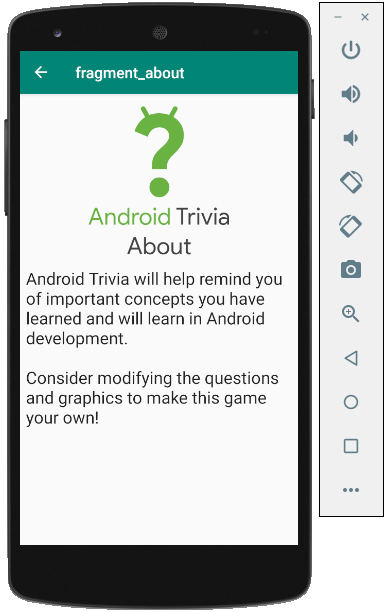 fragment_about
Android Trivia
About
Android Trivia will help remind you
of important concepts you have
learned and will learn in Android
development.
Consider modifying the questions
and graphics to make this game
your own!